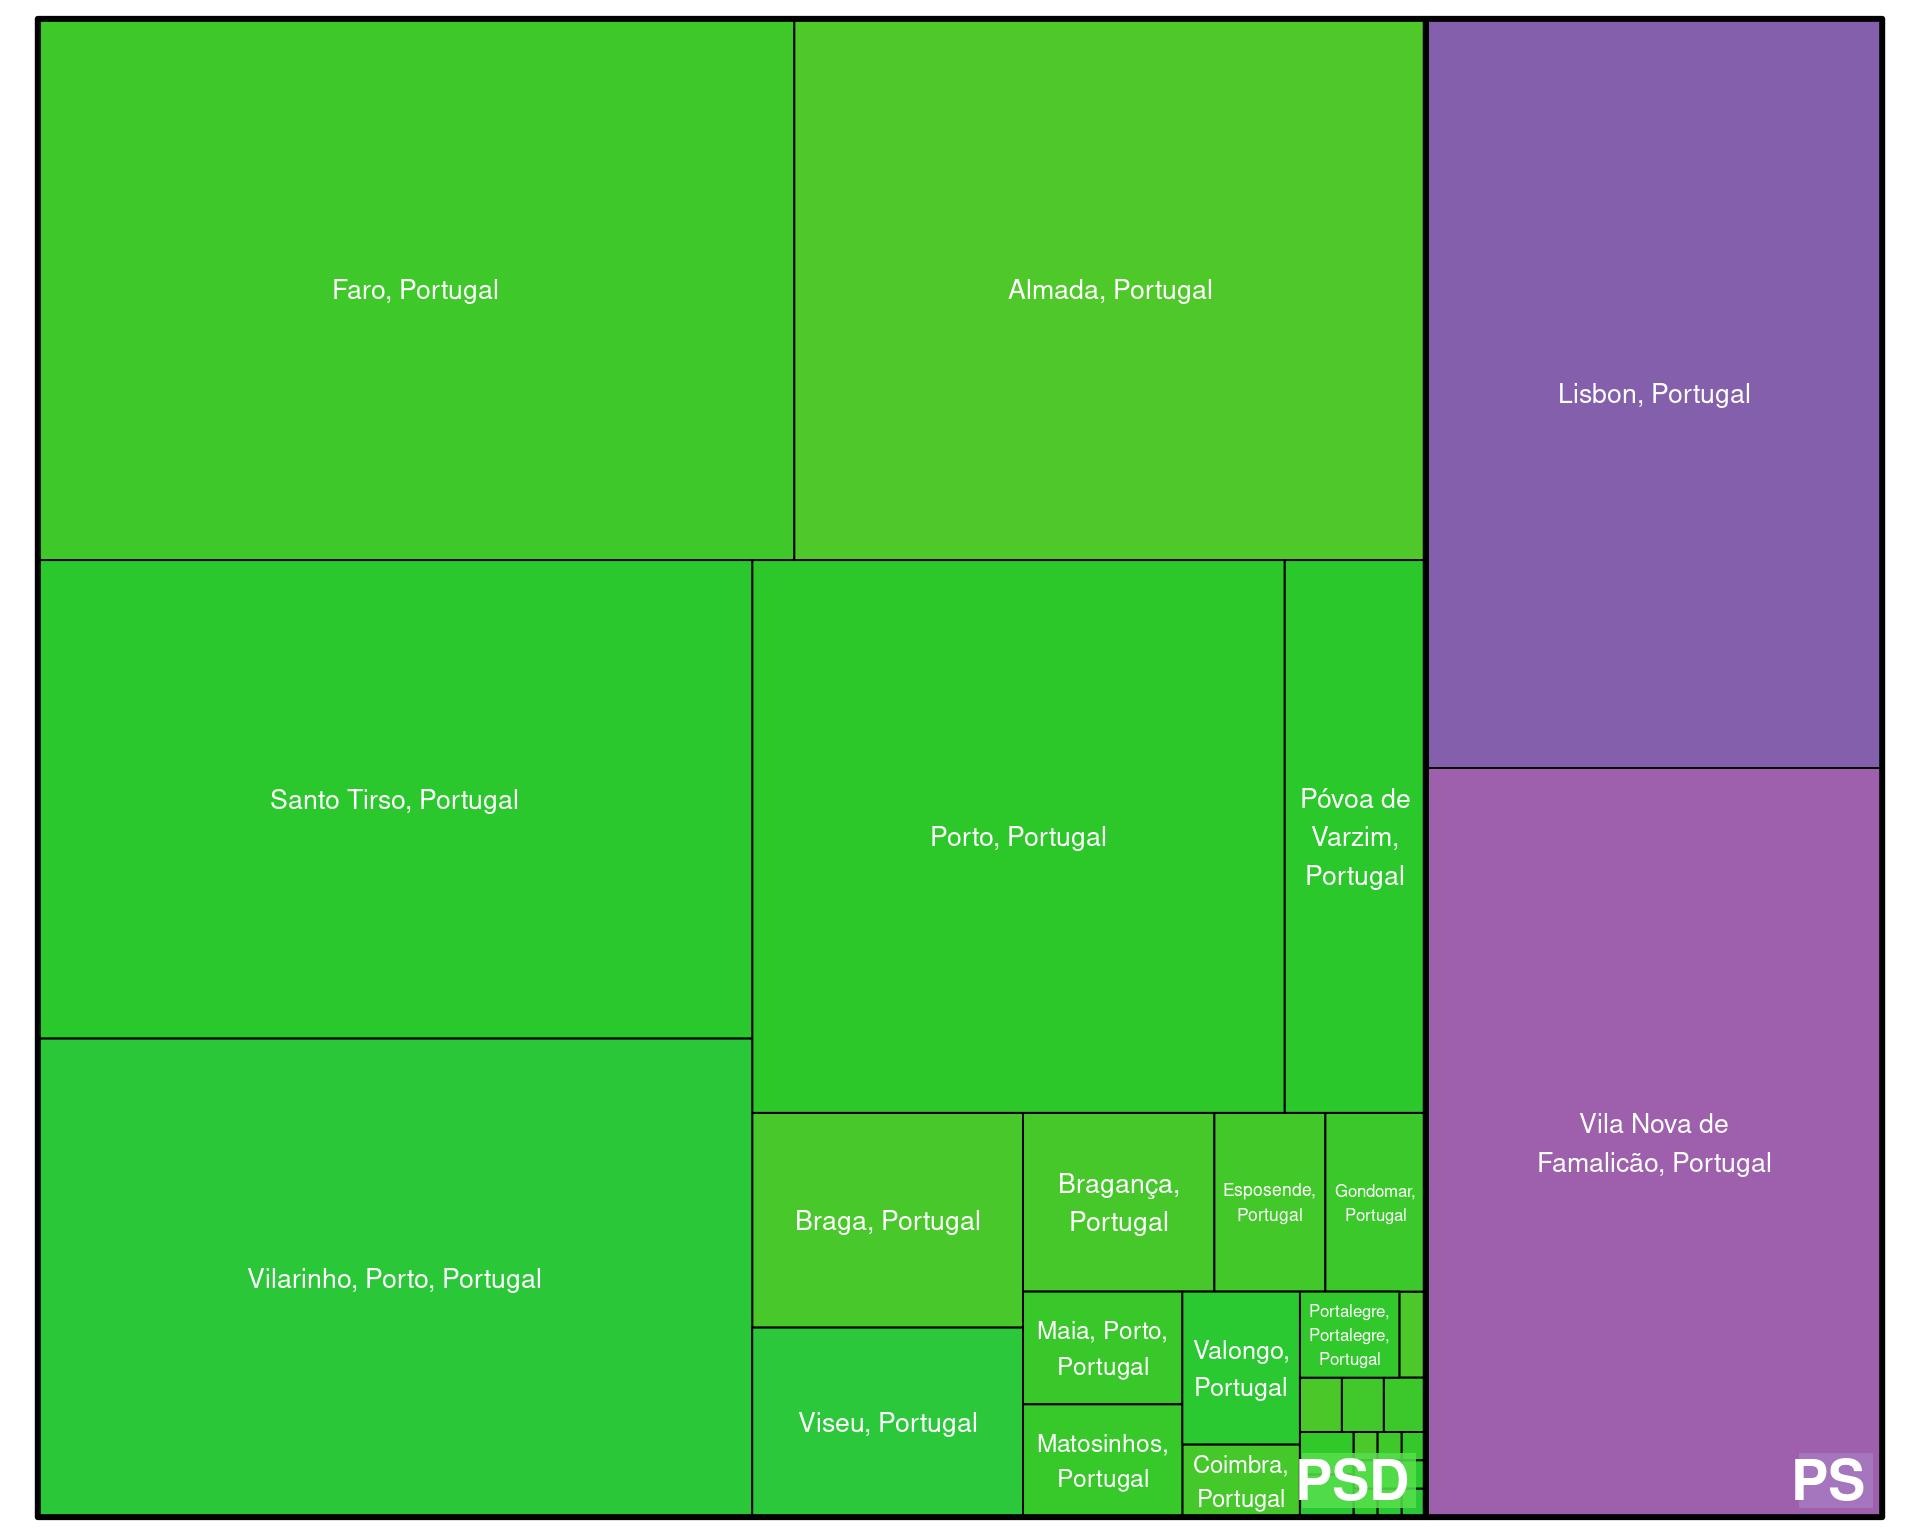 Faro, Portugal
Almada, Portugal
Lisbon, Portugal
Santo Tirso, Portugal
Porto, Portugal
Póvoa de
Varzim,
Portugal
Vila Nova de
Famalicão, Portugal
Vilarinho, Porto, Portugal
Braga, Portugal
Bragança,
Portugal
Esposende,
Portugal
Gondomar,
Portugal
Viseu, Portugal
Maia, Porto,
Portugal
Valongo,
Portugal
Portalegre,
Portalegre,
Portugal
Matosinhos,
Portugal
Coimbra,
Portugal
PSD
PS